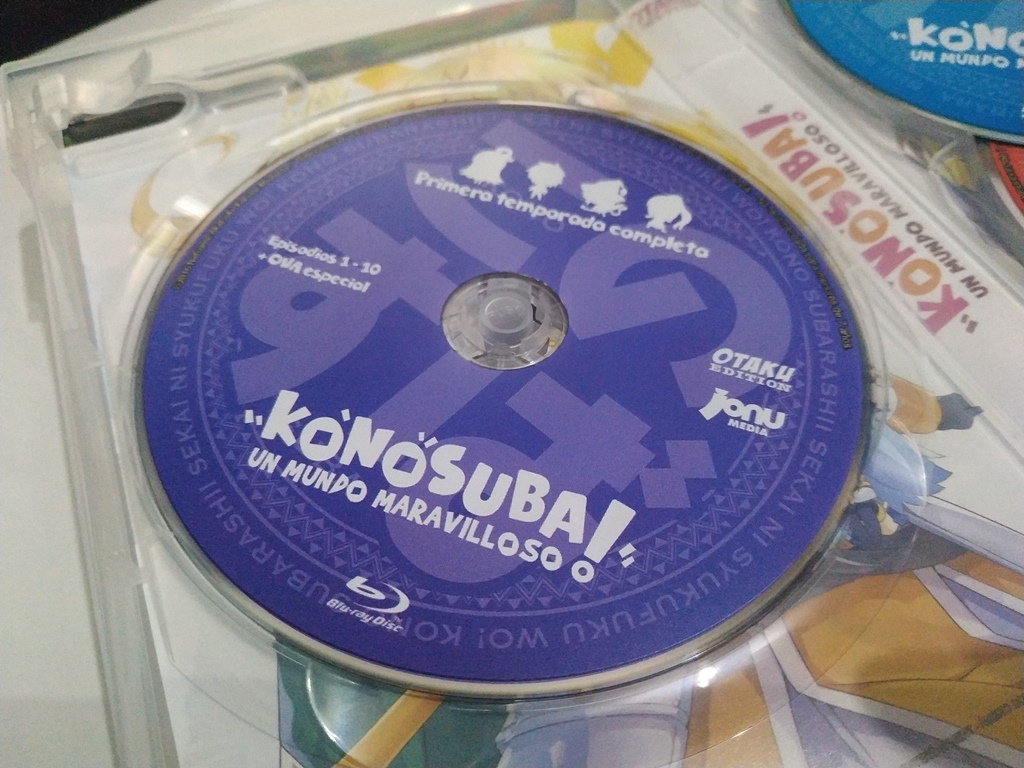 Primera temporada completa
Episodios 1 - 10
+ OVA especial
OTAKU
EDITION
jonu
MEDIA
"KONOSUBA!"
UN MUNDO MARAVILLOSO
Blu-ray Disc
SUBARASHII SEKAI NI SYUKUFUKU WO! KONO SUBARASHII SEKAI NI SYUKUFUKU WO! KONO
"KONOSUBA!"
UN MUNDO MARAVILLOSO
"KONO
UN MUNDO M